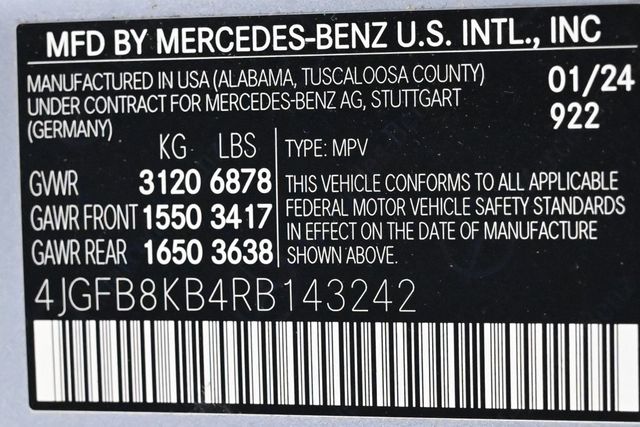 MFD BY MERCEDES-BENZ U.S. INTL., INC
MANUFACTURED IN USA (ALABAMA, TUSCALOOSA COUNTY)
UNDER CONTRACT FOR MERCEDES-BENZ AG, STUTTGART
(GERMANY)
01/24
922
KG LBS
GVWR 3120 6878
GAWR FRONT 1550 3417
GAWR REAR 1650 3638
TYPE: MPV
THIS VEHICLE CONFORMS TO ALL APPLICABLE
FEDERAL MOTOR VEHICLE SAFETY STANDARDS
IN EFFECT ON THE DATE OF MANUFACTURE
SHOWN ABOVE.
4JGFB8KB4RB143242